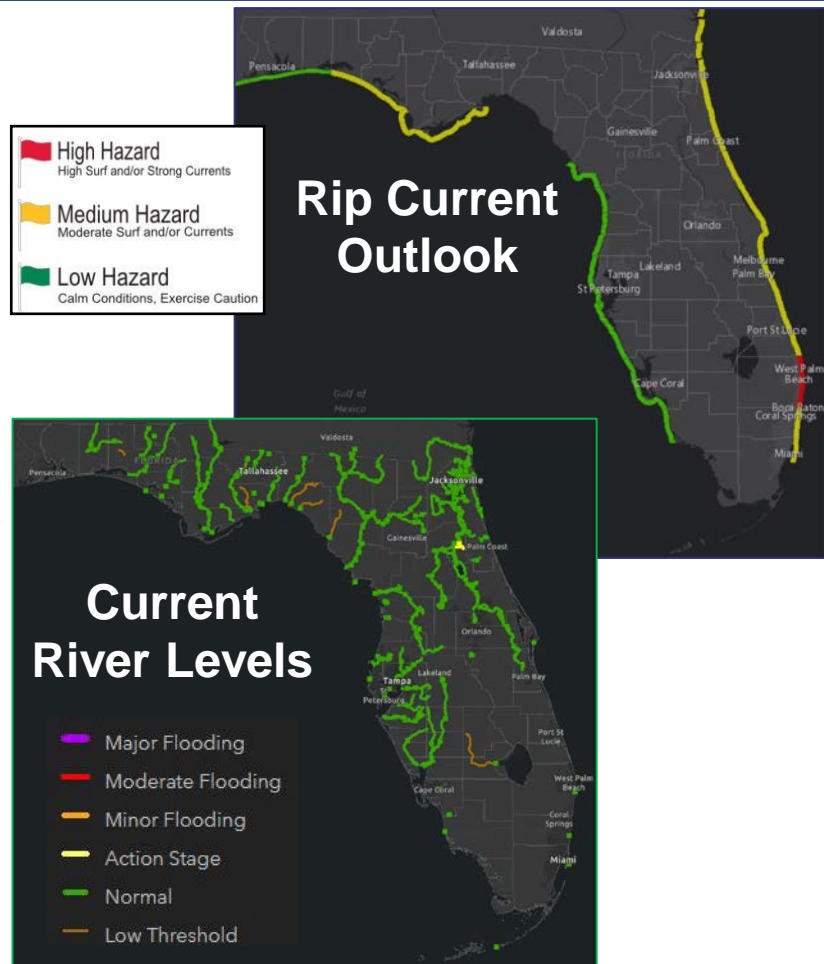 Valdosta
Pensacola
Tallahassee
Jacksonville
Gainesville
FLORIDA
Palm Coast
Orlando
Melbourne
Palm Bay
Lakeland
Tampa
St Petersburg
Port St Lucie
Cape Coral
West Palm
Beach
Boca Raton
Coral Springs
Miami
Gulf of
Mexico
High Hazard
High Surf and/or Strong Currents
Medium Hazard
Moderate Surf and/or Currents
Low Hazard
Calm Conditions, Exercise Caution
Rip Current
Outlook
Valdosta
FLORIDA
Pensacola
Tallahassee
Jacksonville
Gainesville
Palm Coast
Orlando
Lakeland
Palm Bay
Tampa
St
Petersburg
Port St
Lucie
Cape Coral
West Palm
Beach
Coral
Springs
Miami
Current
River Levels
Major Flooding
Moderate Flooding
Minor Flooding
Action Stage
Normal
Low Threshold